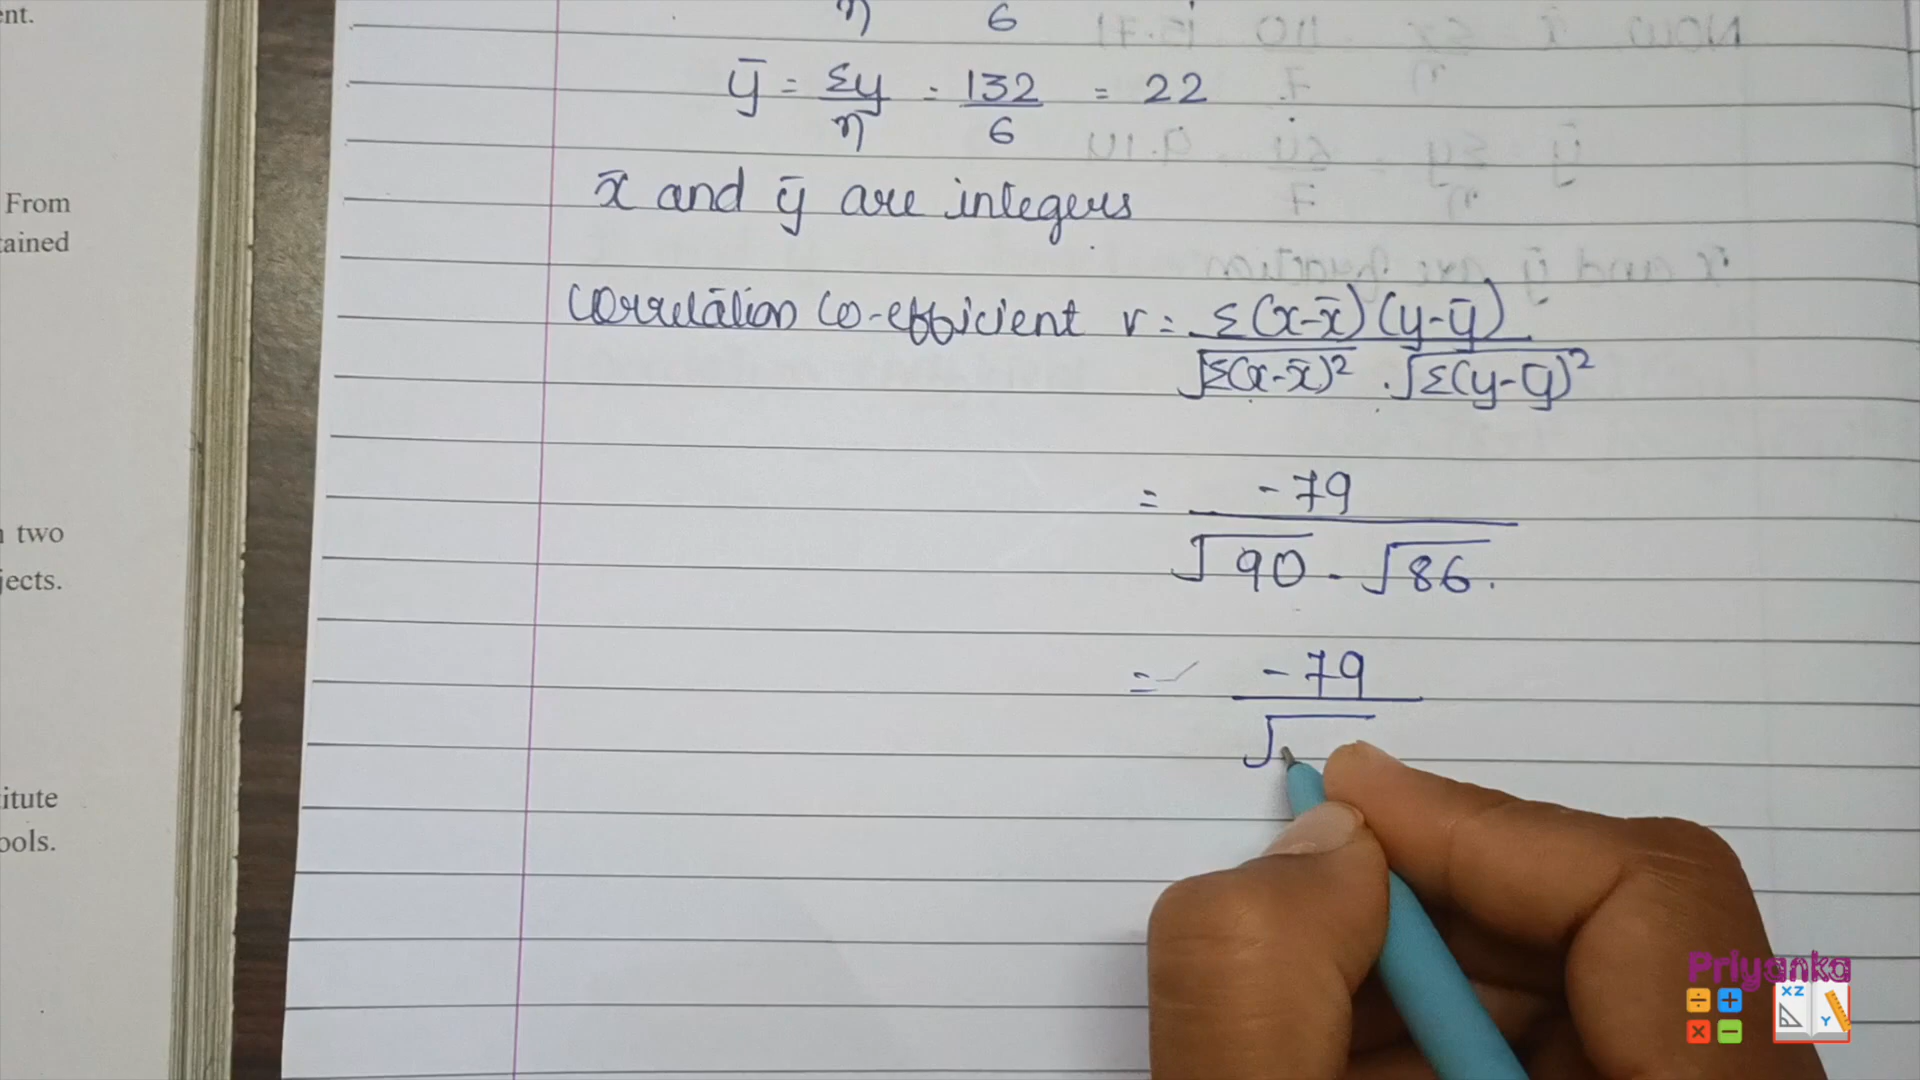 ent.
From
tained
two
jects.
itute
ools.
η 6
ȳ = Σy/η = 132/6 = 22
x̄ and ȳ are integers
Correlation Co-efficient r = Σ(x-x̄)(y-ȳ) / √Σ(x-x̄)² . √Σ(y-ȳ)²
= -79 / √90 . √86.
= -79 / √
Priyanka
XZ
Y